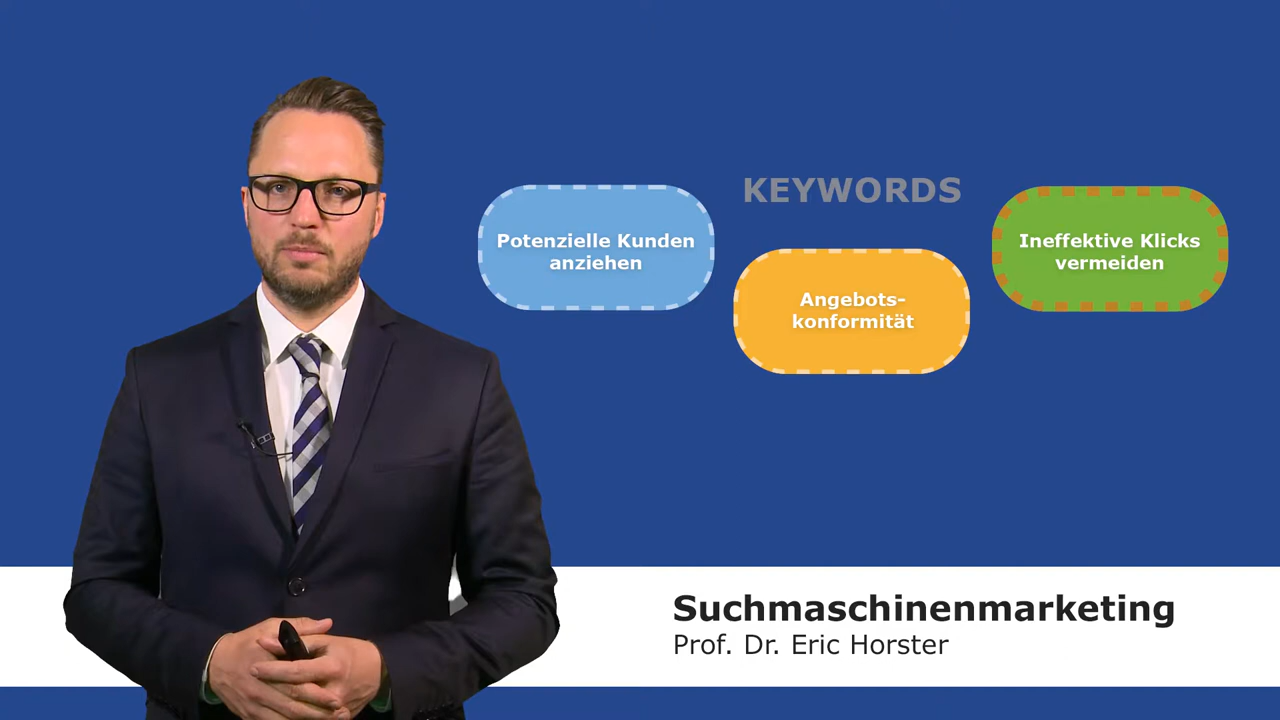 KEYWORDS
Potenzielle Kunden
anziehen
Angebots-
konformität
Ineffektive Klicks
vermeiden
Suchmaschinenmarketing
Prof. Dr. Eric Horster